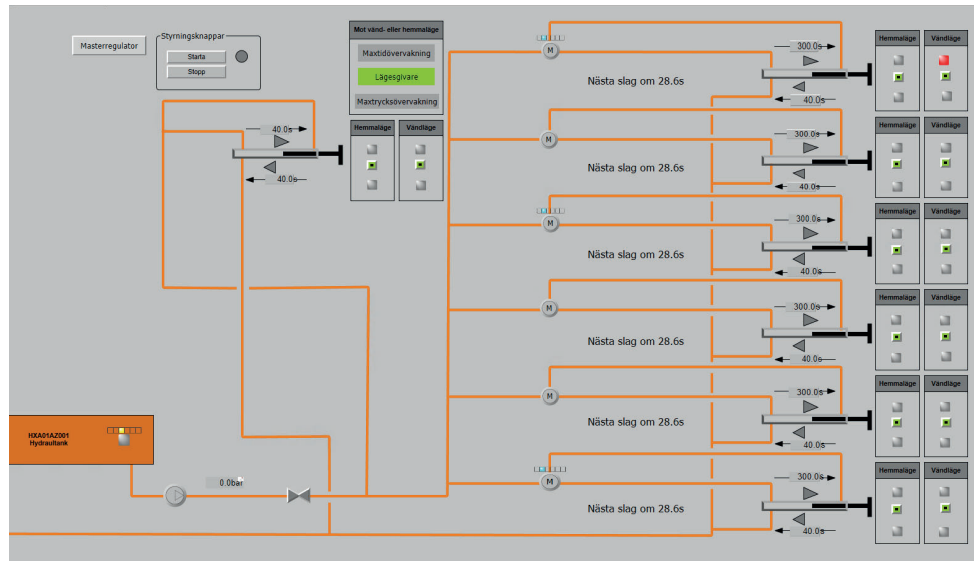 Masterregulator
Styrningsknappar
Starta
Stopp
Mot vänd- eller hemmaläge
Maxtidövervakning
Lägesgivare
Maxtrycksövervakning
Hemmaläge
Vändläge
40.0s
40.0s
M
300.0s
Nästa slag om 28.6s
40.0s
Hemmaläge
Vändläge
M
300.0s
Nästa slag om 28.6s
40.0s
Hemmaläge
Vändläge
M
300.0s
Nästa slag om 28.6s
40.0s
Hemmaläge
Vändläge
M
300.0s
Nästa slag om 28.6s
40.0s
Hemmaläge
Vändläge
M
300.0s
Nästa slag om 28.6s
40.0s
Hemmaläge
Vändläge
M
300.0s
Nästa slag om 28.6s
40.0s
Hemmaläge
Vändläge
HXA01AZ001
Hydraultank
0.0bar